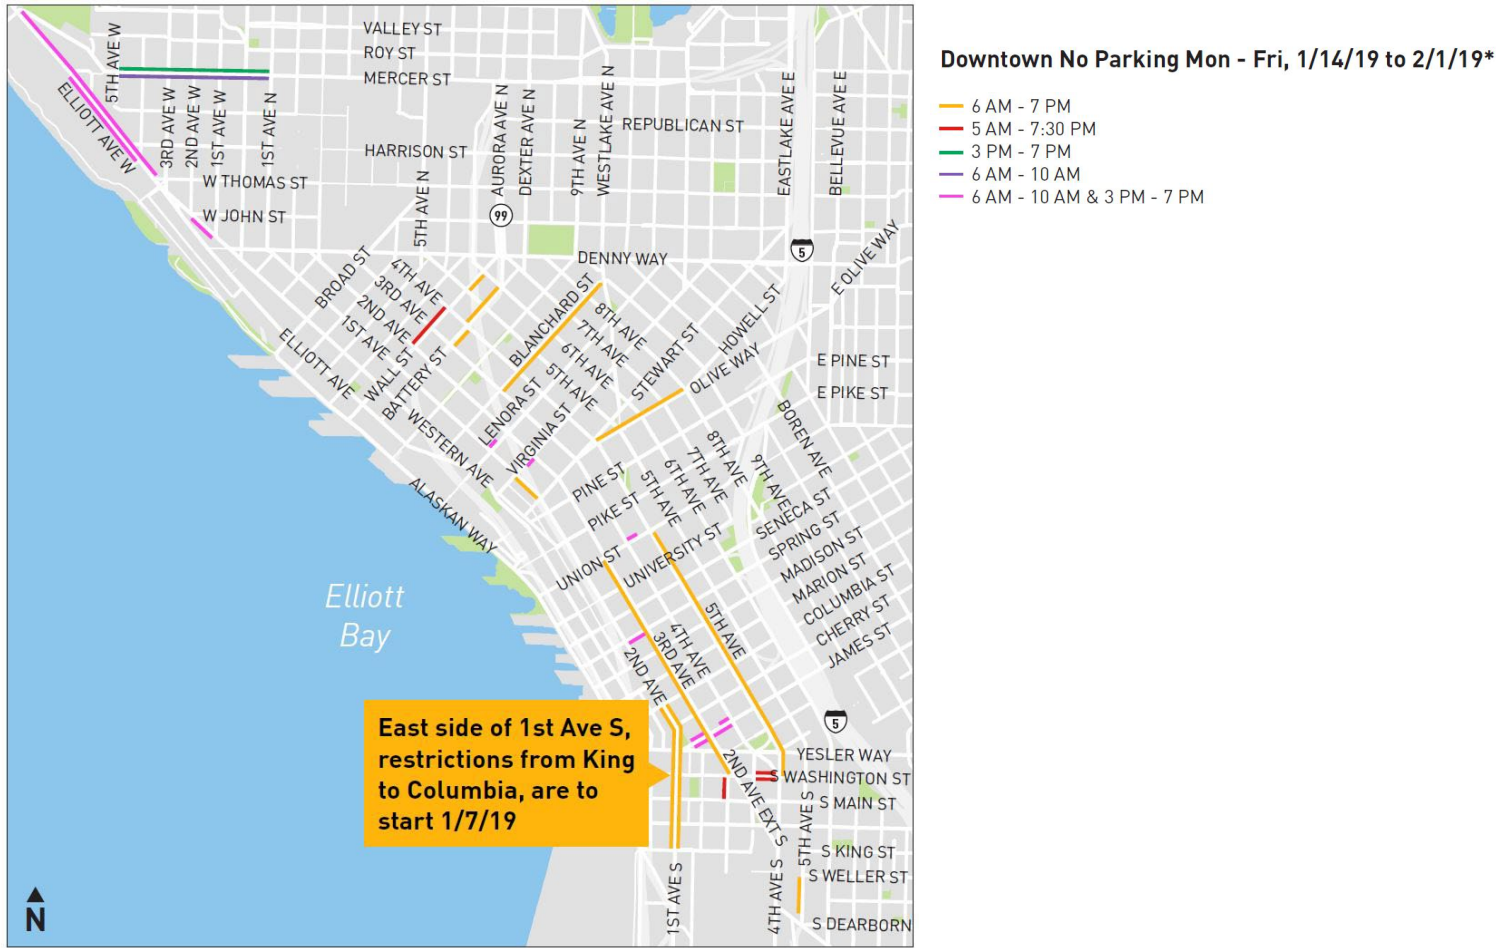 Downtown No Parking Mon - Fri, 1/14/19 to 2/1/19*
6 AM - 7 PM
5 AM - 7:30 PM
3 PM - 7 PM
6 AM - 10 AM
6 AM - 10 AM & 3 PM - 7 PM
VALLEY ST
ROY ST
MERCER ST
5TH AVE W
ELLIOTT AVE W
3RD AVE W
2ND AVE W
1ST AVE W
1ST AVE N
HARRISON ST
W THOMAS ST
W JOHN ST
5TH AVE N
AURORA AVE N
DEXTER AVE N
9TH AVE N
WESTLAKE AVE N
REPUBLICAN ST
EASTLAKE AVE E
BELLEVUE AVE E
99
5
DENNY WAY
E OLIVE WAY
BROAD ST
4TH AVE
3RD AVE
2ND AVE
1ST AVE
ELLIOTT AVE
WALL ST
BATTERY ST
BLANCHARD ST
8TH AVE
7TH AVE
6TH AVE
5TH AVE
STEWART ST
HOWELL ST
OLIVE WAY
E PINE ST
E PIKE ST
LENORA ST
VIRGINIA ST
WESTERN AVE
ALASKAN WAY
BOREN AVE
PINE ST
PIKE ST
5TH AVE
6TH AVE
7TH AVE
8TH AVE
9TH AVE
UNION ST
UNIVERSITY ST
SENECA ST
SPRING ST
MADISON ST
MARION ST
COLUMBIA ST
CHERRY ST
JAMES ST
5TH AVE
4TH AVE
3RD AVE
2ND AVE
Elliott
Bay
East side of 1st Ave S,
restrictions from King
to Columbia, are to
start 1/7/19
5
YESLER WAY
S WASHINGTON ST
S MAIN ST
2ND AVE EXT S
5TH AVE S
S KING ST
S WELLER ST
1ST AVE S
4TH AVE S
S DEARBORN
N